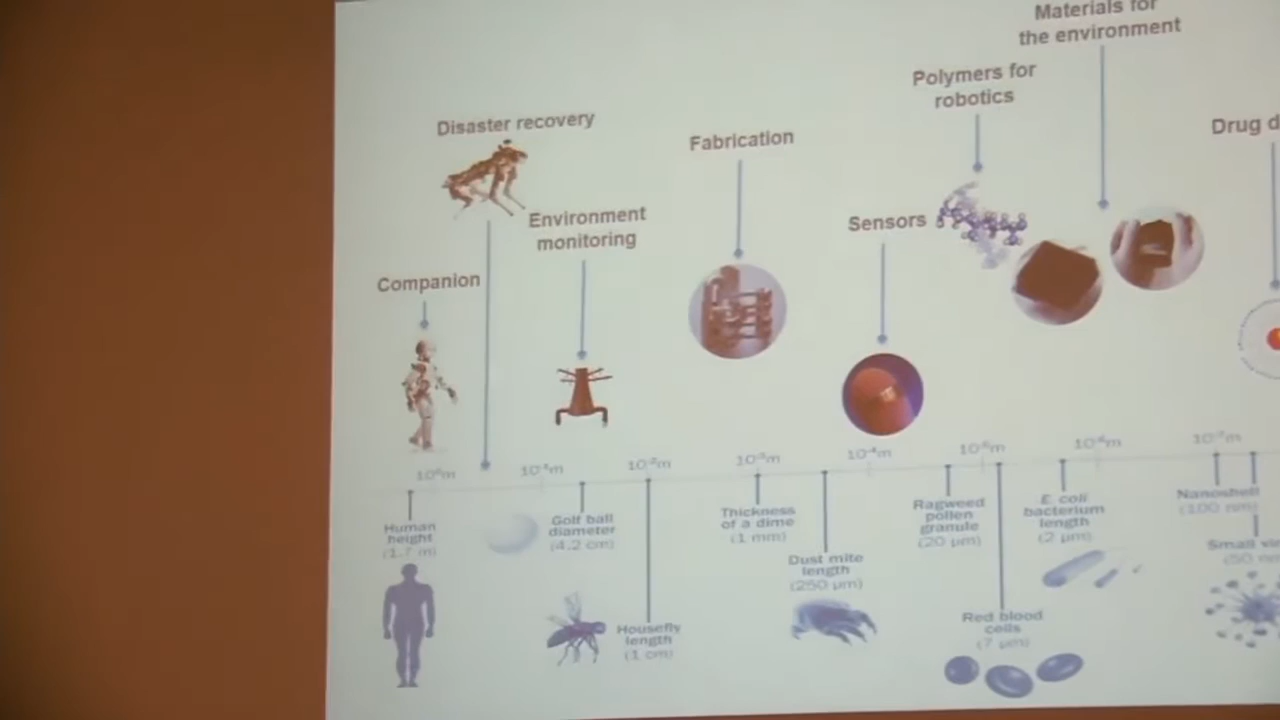 Materials for
the environment
Polymers for
robotics
Drug d
Disaster recovery
Fabrication
Environment
monitoring
Sensors
Companion
10⁰m
10⁻¹m
10⁻²m
10⁻³m
10⁻⁴m
10⁻⁵m
10⁻⁶m
10⁻⁷m
Human
height
(1.7 m)
Golf ball
diameter
(4.2 cm)
Housefly
length
(1 cm)
Thickness
of a dime
(1 mm)
Dust mite
length
(250 µm)
Ragweed
pollen
granule
(20 µm)
Red blood
cells
(7 µm)
E. coli
bacterium
length
(2 µm)
Nanoshell
(100 nm)
Small vi
(50 n